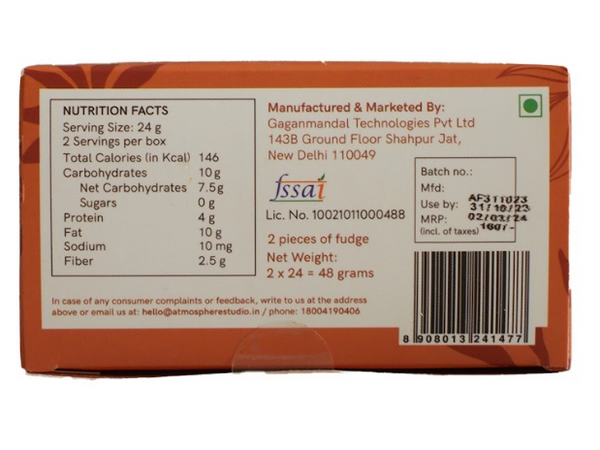 NUTRITION FACTS
Serving Size: 24 g
2 Servings per box
Total Calories (in Kcal) 146
Carbohydrates 10 g
Net Carbohydrates 7.5g
Sugars 0 g
Protein 4 g
Fat 10 g
Sodium 10 mg
Fiber 2.5 g
Manufactured & Marketed By:
Gaganmandal Technologies Pvt Ltd
143B Ground Floor Shahpur Jat,
New Delhi 110049
fssai
Lic. No. 10021011000488
2 pieces of fudge
Net Weight:
2 x 24 = 48 grams
Batch no.:
Mfd: AF311023
Use by: 31/10/23
MRP: 02/03/24
(incl. of taxes) 160/-
In case of any consumer complaints or feedback, write to us at the address
above or email us at: hello@atmospherestudio.in / phone: 18004190406
8 908013 241477